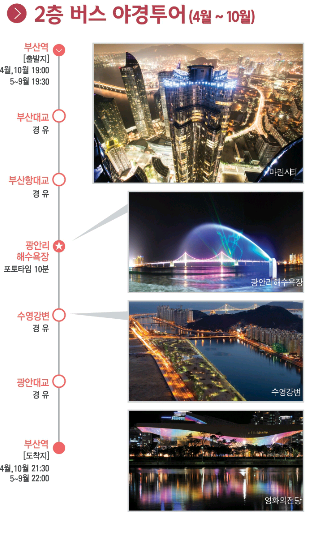 2층 버스 야경투어 (4월 ~ 10월)
부산역
[출발지]
4월,10월 19:00
5~9월 19:30
부산대교
경 유
부산항대교
경 유
광안리
해수욕장
포토타임 10분
수영강변
경 유
광안대교
경 유
부산역
[도착지]
4월,10월 21:30
5~9월 22:00
마린시티
광안리해수욕장
수영강변
영화의전당